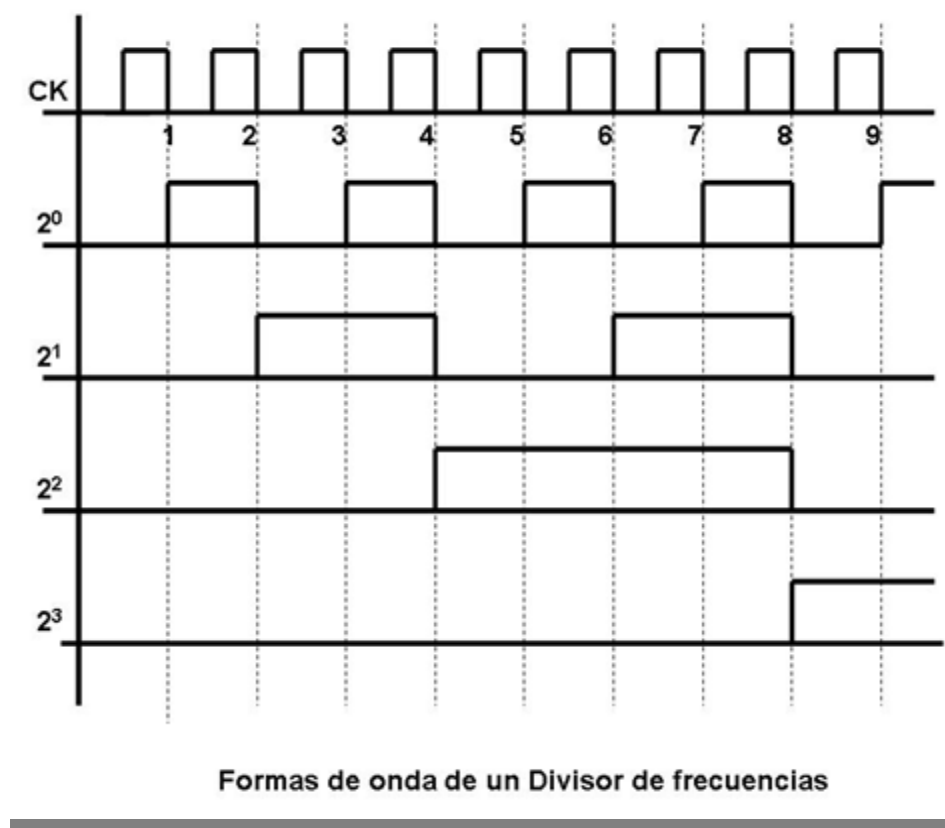 CK
1 2 3 4 5 6 7 8 9
2⁰
2¹
2²
2³
Formas de onda de un Divisor de frecuencias